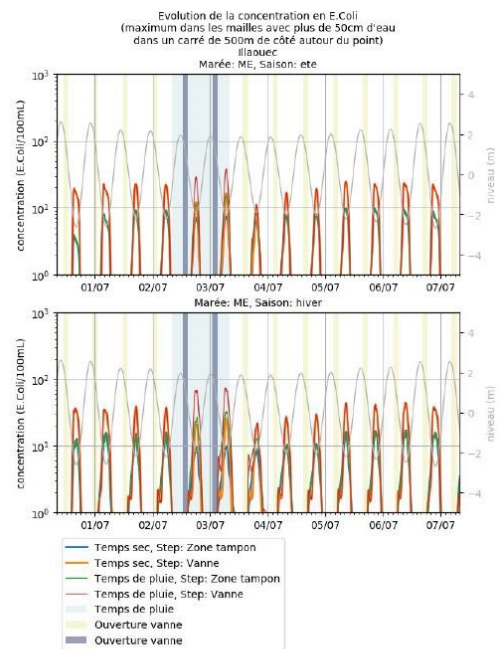 Evolution de la concentration en E.Coli
(maximum dans les mailles avec plus de 50cm d'eau
dans un carré de 500m de côté autour du point)
Illaouec
Marée: ME, Saison: ete
concentration (E.Coli/100mL)
10³
10²
10¹
10⁰
niveau (m)
4
2
0
−2
−4
01/07 02/07 03/07 04/07 05/07 06/07 07/07
Marée: ME, Saison: hiver
concentration (E.Coli/100mL)
10³
10²
10¹
10⁰
niveau (m)
4
2
0
−2
−4
01/07 02/07 03/07 04/07 05/07 06/07 07/07
Temps sec, Step: Zone tampon
Temps sec, Step: Vanne
Temps de pluie, Step: Zone tampon
Temps de pluie, Step: Vanne
Temps de pluie
Ouverture vanne
Ouverture vanne